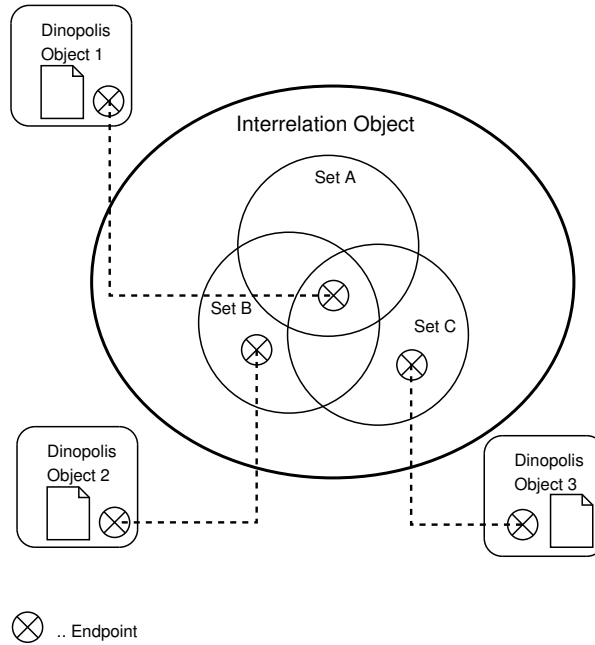 Dinopolis
Object 1
Interrelation Object
Set A
Set B
Set C
Dinopolis
Object 2
Dinopolis
Object 3
.. Endpoint